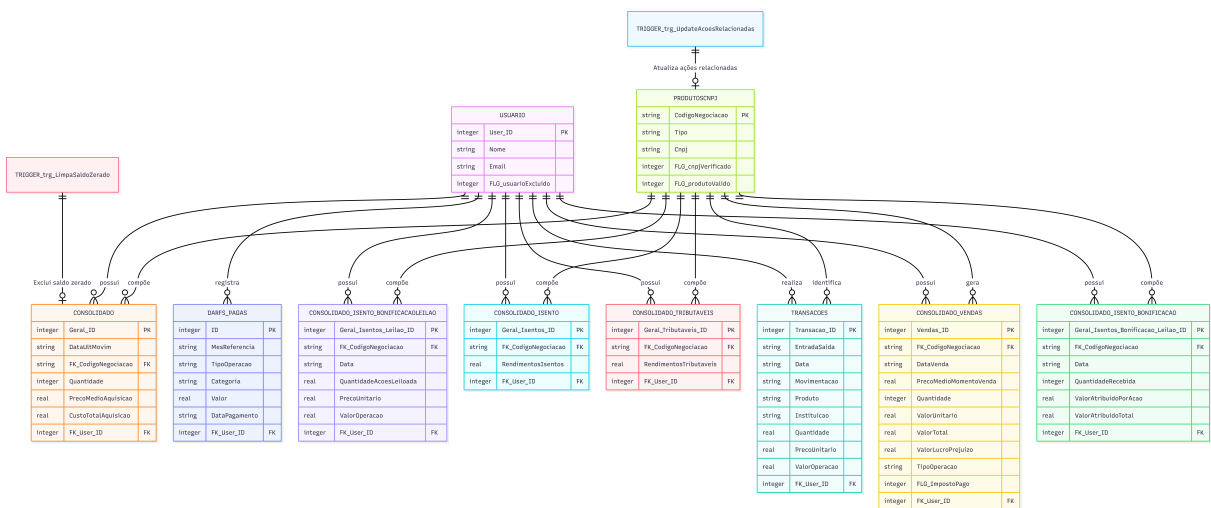 TRIGGER_trg_UpdateAcoesRelacionadas
Atualiza ações relacionadas
PRODUTOSCNPJ
string CodigoNegociacao PK
string Tipo
string Cnpj
integer FLG_cnpjVerificado
integer FLG_produtoValido
USUARIO
integer User_ID PK
string Nome
string Email
integer FLG_usuarioExcluido
TRIGGER_trg_LimpaSaldoZerado
Exclui saldo zerado
possui
compõe
registra
possui
compõe
possui
compõe
possui
compõe
realiza
identifica
possui
gera
possui
compõe
CONSOLIDADO
integer Geral_ID PK
string DataUltMovim
string FK_CodigoNegociacao FK
integer Quantidade
real PrecoMedioAquisicao
real CustoTotalAquisicao
integer FK_User_ID FK
DARFS_PAGAS
integer ID PK
string MesReferencia
string TipoOperacao
string Categoria
real Valor
string DataPagamento
integer FK_User_ID FK
CONSOLIDADO_ISENTO_BONIFICACAOLEILAO
integer Geral_Isentos_Leilao_ID PK
string FK_CodigoNegociacao FK
string Data
real QuantidadeAcoesLeiloada
real PrecoUnitario
real ValorOperacao
integer FK_User_ID FK
CONSOLIDADO_ISENTO
integer Geral_Isentos_ID PK
string FK_CodigoNegociacao FK
real RendimentosIsentos
integer FK_User_ID FK
CONSOLIDADO_TRIBUTAVEIS
integer Geral_Tributaveis_ID PK
string FK_CodigoNegociacao FK
real RendimentosTributaveis
integer FK_User_ID FK
TRANSACOES
integer Transacao_ID PK
string EntradaSaida
string Data
string Movimentacao
string Produto
string Instituicao
real Quantidade
real PrecoUnitario
real ValorOperacao
integer FK_User_ID FK
CONSOLIDADO_VENDAS
integer Vendas_ID PK
string FK_CodigoNegociacao FK
string DataVenda
real PrecoMedioMomentoVenda
integer Quantidade
real ValorUnitario
real ValorTotal
real ValorLucroPrejuizo
string TipoOperacao
integer FLG_ImpostoPago
integer FK_User_ID FK
CONSOLIDADO_ISENTO_BONIFICACAO
integer Geral_Isentos_Bonificacao_Leilao_ID PK
string FK_CodigoNegociacao FK
string Data
integer QuantidadeRecebida
real ValorAtribuidoPorAcao
real ValorAtribuidoTotal
integer FK_User_ID FK